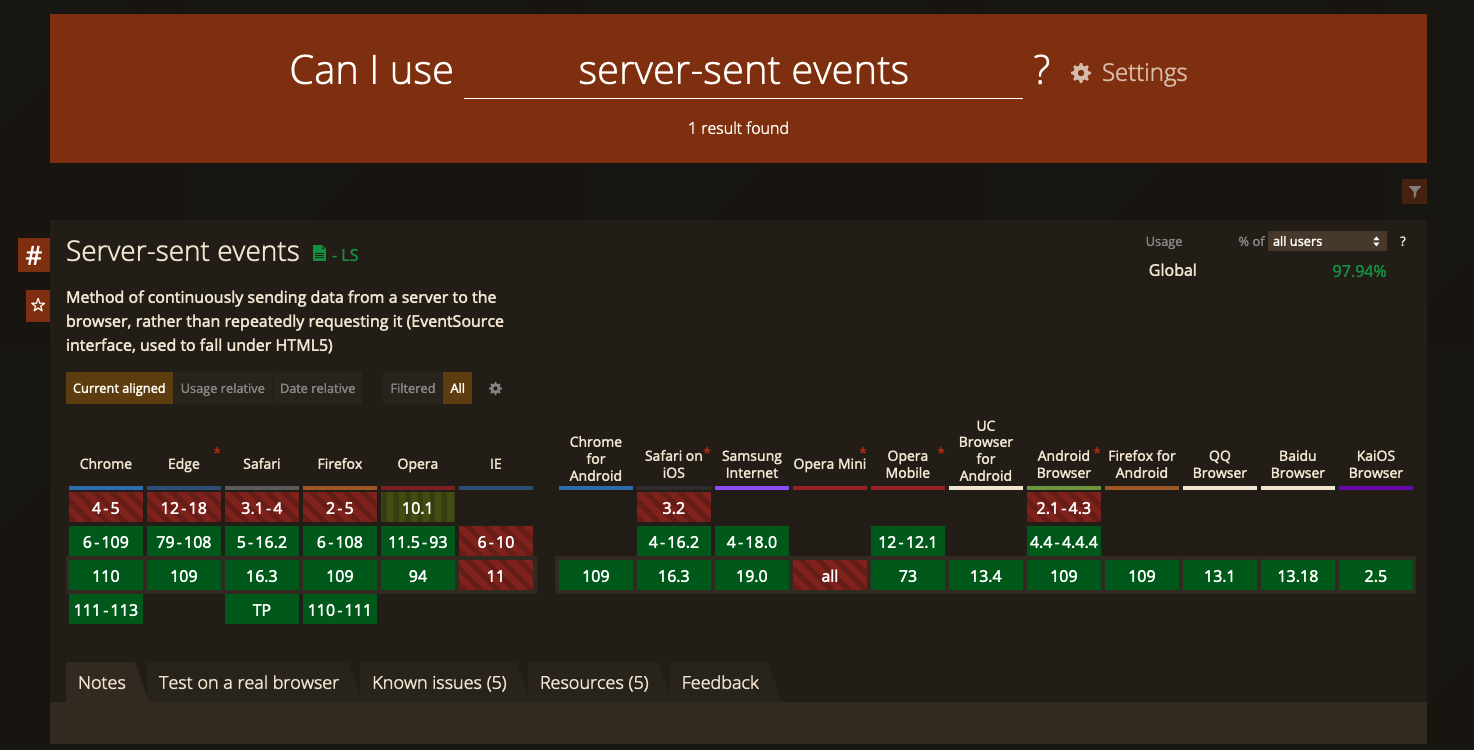 Can I use server-sent events ? Settings
1 result found
#
Server-sent events - LS
Usage % of all users ?
Global 97.94%
Method of continuously sending data from a server to the
browser, rather than repeatedly requesting it (EventSource
interface, used to fall under HTML5)
Current aligned Usage relative Date relative Filtered All
Chrome Edge * Safari Firefox Opera IE Chrome for Android Safari on iOS * Samsung Internet Opera Mini * Opera Mobile * UC Browser for Android Android Browser * Firefox for Android QQ Browser Baidu Browser KaiOS Browser
4-5 12-18 3.1-4 2-5 10.1 3.2 2.1-4.3
6-109 79-108 5-16.2 6-108 11.5-93 6-10 4-16.2 4-18.0 12-12.1 4.4-4.4.4
110 109 16.3 109 94 11 109 16.3 19.0 all 73 13.4 109 109 13.1 13.18 2.5
111-113 TP 110-111
Notes Test on a real browser Known issues (5) Resources (5) Feedback